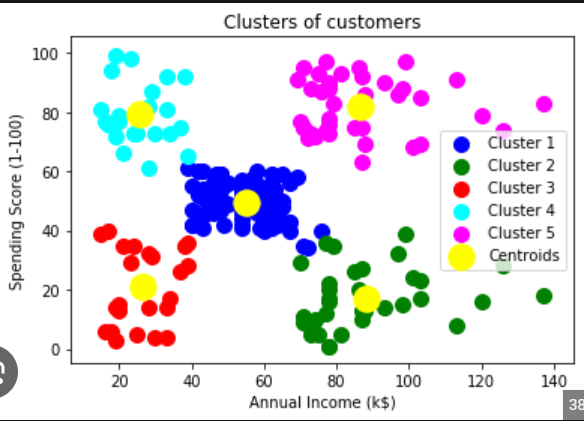 Clusters of customers
Spending Score (1-100)
100
80
60
40
20
0
Cluster 1
Cluster 2
Cluster 3
Cluster 4
Cluster 5
Centroids
20 40 60 80 100 120 140
Annual Income (k$)
38